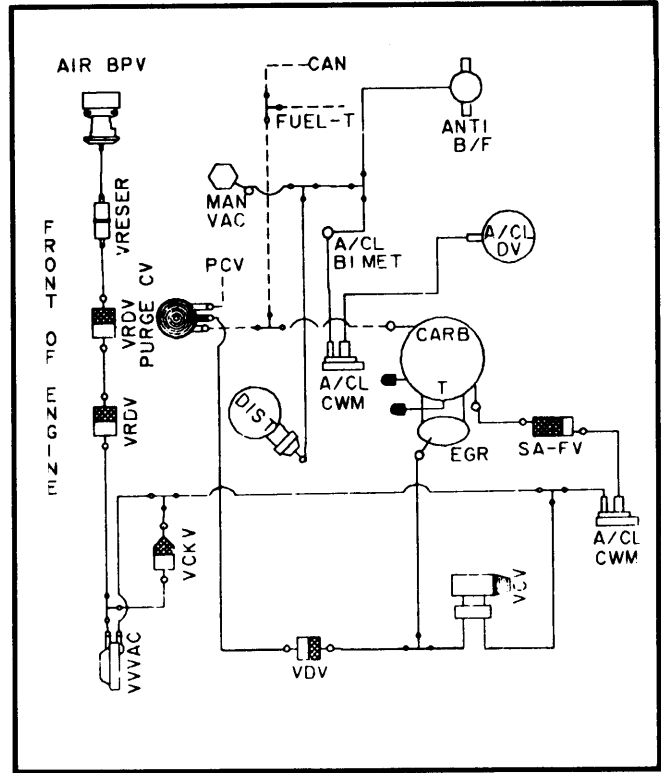 AIR BPV
CAN
FUEL-T
ANTI
B/F
MAN
VAC
VRESER
FRONT OF ENGINE
A/CL
BI MET
A/CL
DV
PCV
VRDV
PURGE CV
CARB
T
A/CL
CWM
DIST
VRDV
EGR
SA-FV
A/CL
CWM
VCKV
VCV
VVVAC
VDV